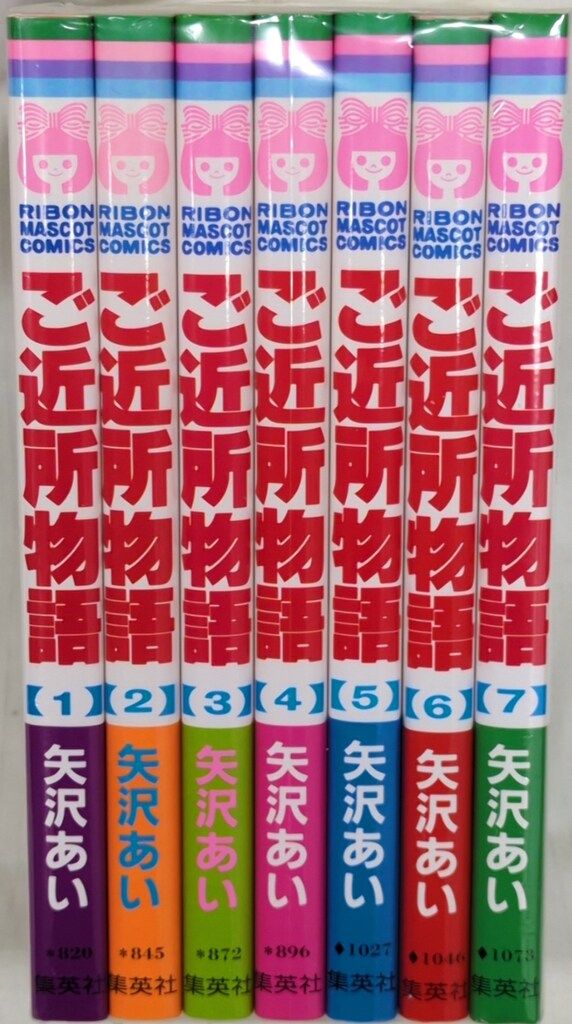 RIBON
MASCOT
COMICS
ご近所物語
【1】
矢沢あい
*820
集英社
RIBON
MASCOT
COMICS
ご近所物語
【2】
矢沢あい
*845
集英社
RIBON
MASCOT
COMICS
ご近所物語
【3】
矢沢あい
*872
集英社
RIBON
MASCOT
COMICS
ご近所物語
【4】
矢沢あい
*896
集英社
RIBON
MASCOT
COMICS
ご近所物語
【5】
矢沢あい
♦1027
集英社
RIBON
MASCOT
COMICS
ご近所物語
【6】
矢沢あい
♦1046
集英社
RIBON
MASCOT
COMICS
ご近所物語
【7】
矢沢あい
♦1073
集英社